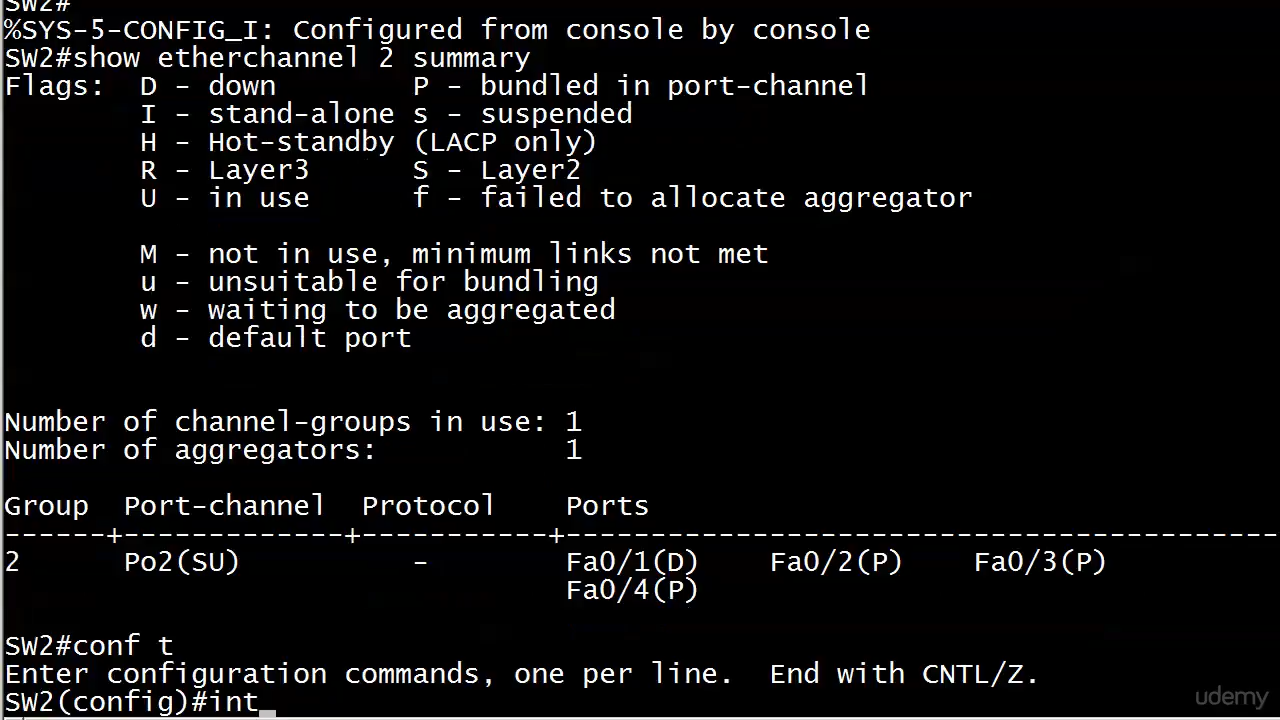 SW2#
%SYS-5-CONFIG_I: Configured from console by console
SW2#show etherchannel 2 summary
Flags:  D - down        P - bundled in port-channel
        I - stand-alone s - suspended
        H - Hot-standby (LACP only)
        R - Layer3      S - Layer2
        U - in use      f - failed to allocate aggregator
        M - not in use, minimum links not met
        u - unsuitable for bundling
        w - waiting to be aggregated
        d - default port
Number of channel-groups in use: 1
Number of aggregators:           1
Group  Port-channel  Protocol    Ports
------+-------------+-----------+------------------------------------------
2      Po2(SU)          -        Fa0/1(D)    Fa0/2(P)    Fa0/3(P)
                                 Fa0/4(P)
SW2#conf t
Enter configuration commands, one per line.  End with CNTL/Z.
SW2(config)#int_
udemy